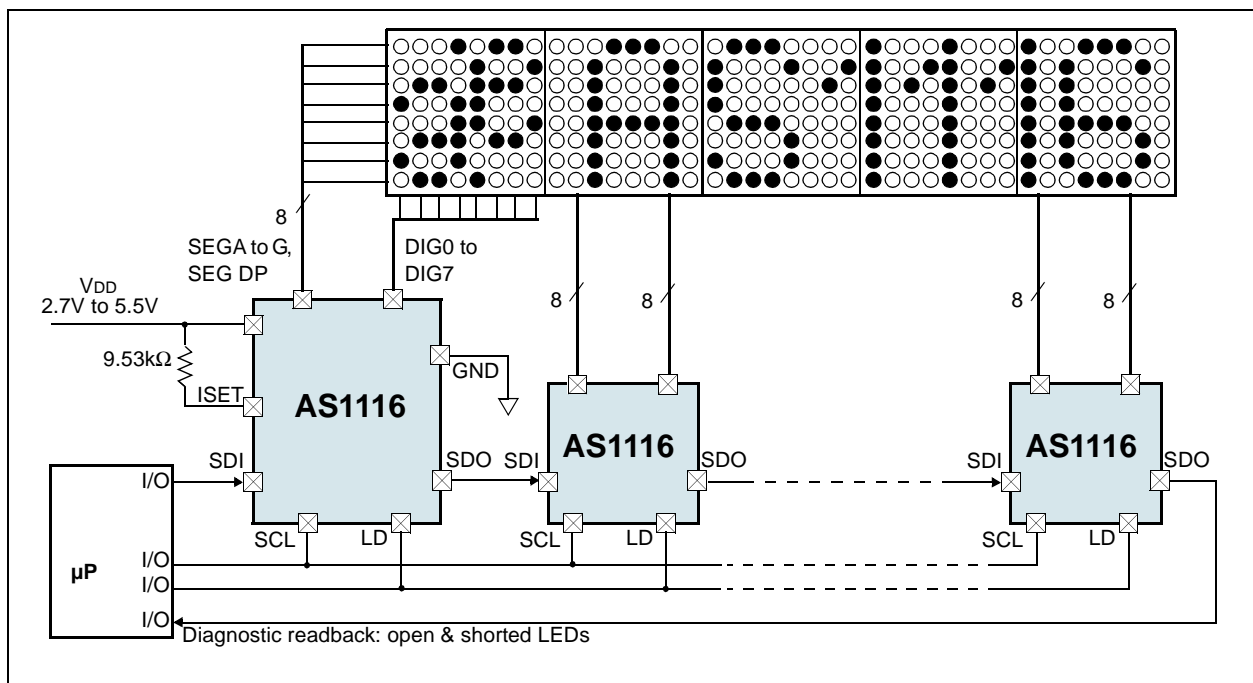 8
SEGA to G,
SEG DP
DIG0 to
DIG7
VDD
2.7V to 5.5V
9.53kΩ
ISET
GND
AS1116
SDI
SDO
SCL
LD
8
8
SDI
AS1116
SDO
SCL
LD
8
8
SDI
AS1116
SDO
SCL
LD
µP
I/O
I/O
I/O
I/O
Diagnostic readback: open & shorted LEDs